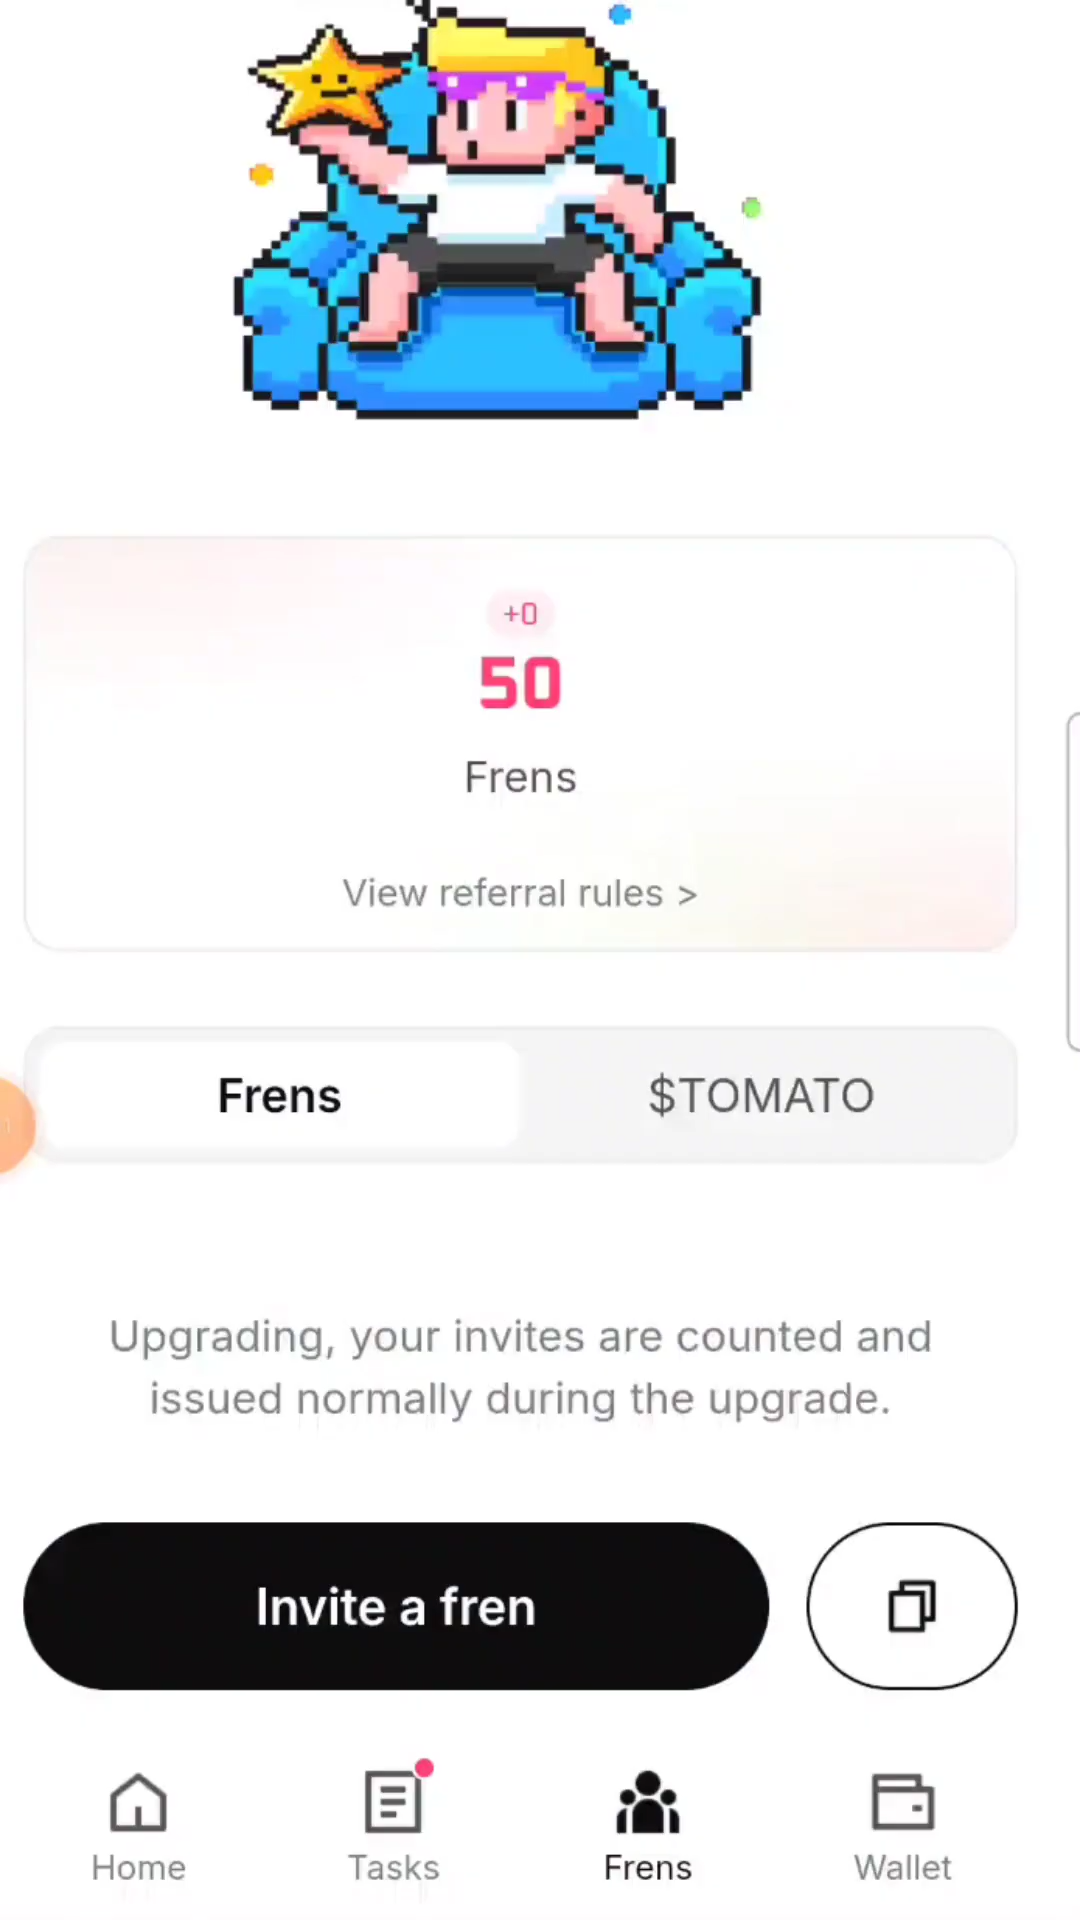 +0
50
Frens
View referral rules >
Frens
$TOMATO
Upgrading, your invites are counted and
issued normally during the upgrade.
Invite a fren
Home
Tasks
Frens
Wallet